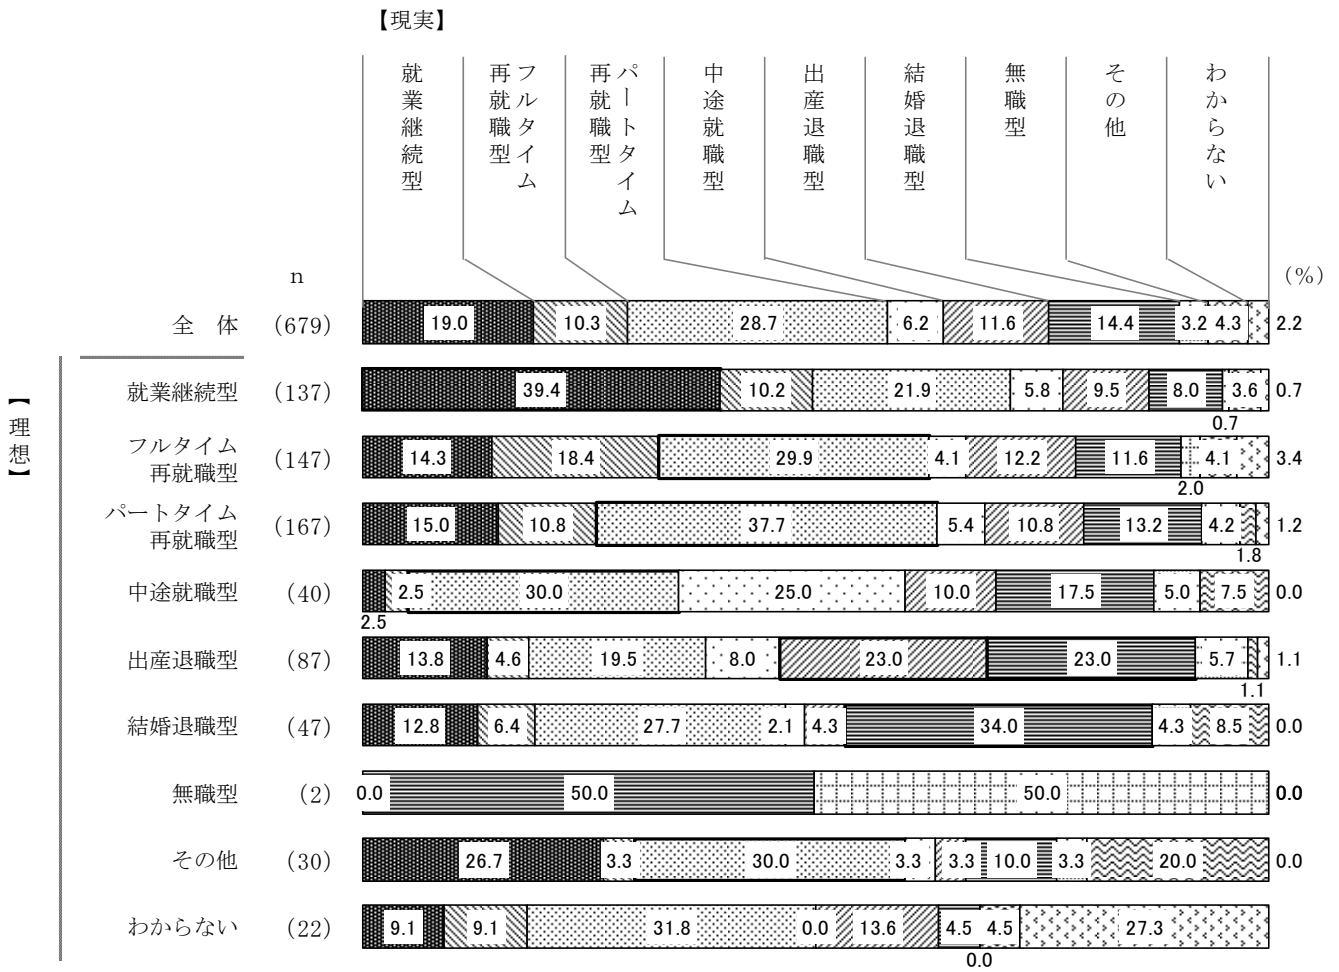 【現実】
就業継続型
フルタイム
再就職型
パートタイム
再就職型
中途就職型
出産退職型
結婚退職型
無職型
その他
わからない
n
(%)
全　体 (679) 19.0 10.3 28.7 6.2 11.6 14.4 3.2 4.3 2.2
【理想】
就業継続型 (137) 39.4 10.2 21.9 5.8 9.5 8.0 3.6 0.7
0.7
フルタイム
再就職型 (147) 14.3 18.4 29.9 4.1 12.2 11.6 4.1 3.4
2.0
パートタイム
再就職型 (167) 15.0 10.8 37.7 5.4 10.8 13.2 4.2 1.2
1.8
中途就職型 (40) 2.5 30.0 25.0 10.0 17.5 5.0 7.5 0.0
2.5
出産退職型 (87) 13.8 4.6 19.5 8.0 23.0 23.0 5.7 1.1
1.1
結婚退職型 (47) 12.8 6.4 27.7 2.1 4.3 34.0 4.3 8.5 0.0
無職型 (2) 0.0 50.0 50.0 0.0
その他 (30) 26.7 3.3 30.0 3.3 3.3 10.0 3.3 20.0 0.0
わからない (22) 9.1 9.1 31.8 0.0 13.6 4.5 4.5 27.3
0.0